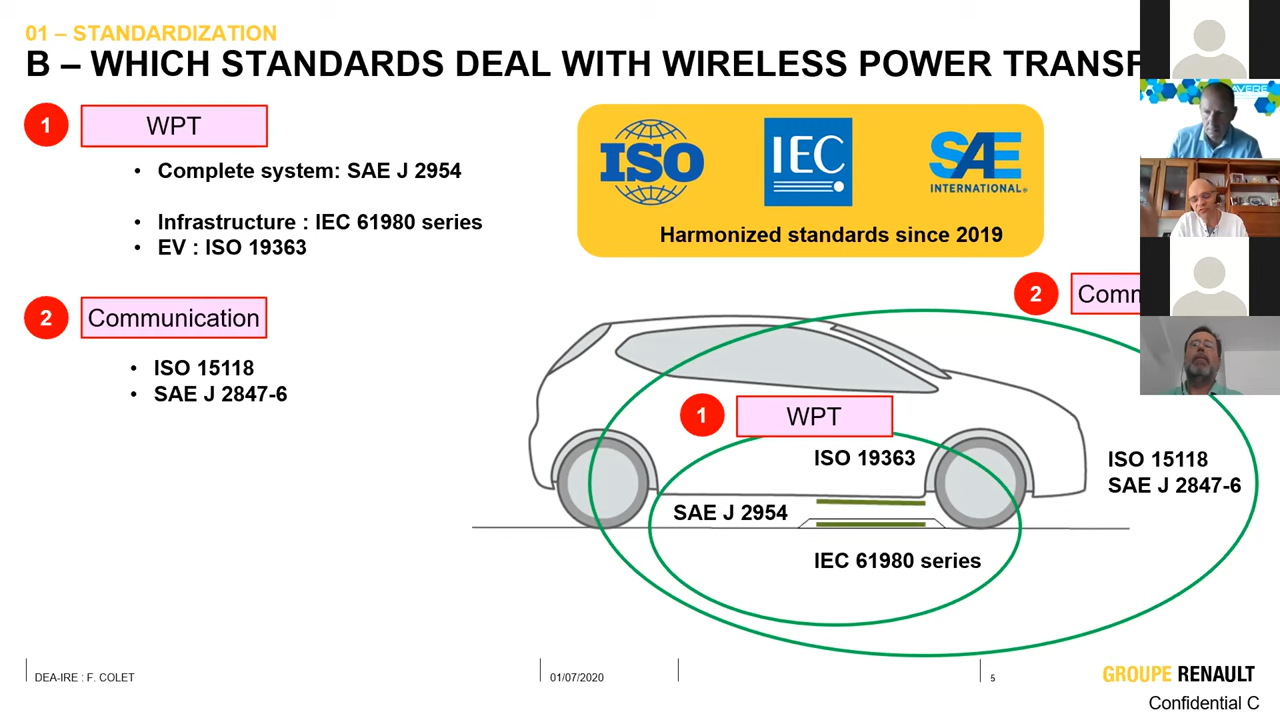 01 – STANDARDIZATION
B – WHICH STANDARDS DEAL WITH WIRELESS POWER
1
WPT
• Complete system: SAE J 2954
• Infrastructure : IEC 61980 series
• EV : ISO 19363
ISO
IEC
SAE
INTERNATIONAL®
Harmonized standards since 2019
2
Communication
• ISO 15118
• SAE J 2847-6
2
1
WPT
ISO 19363
SAE J 2954
IEC 61980 series
ISO 15118
SAE J 2847-6
DEA-IRE : F. COLET
01/07/2020
5
GROUPE RENAULT
Confidential C